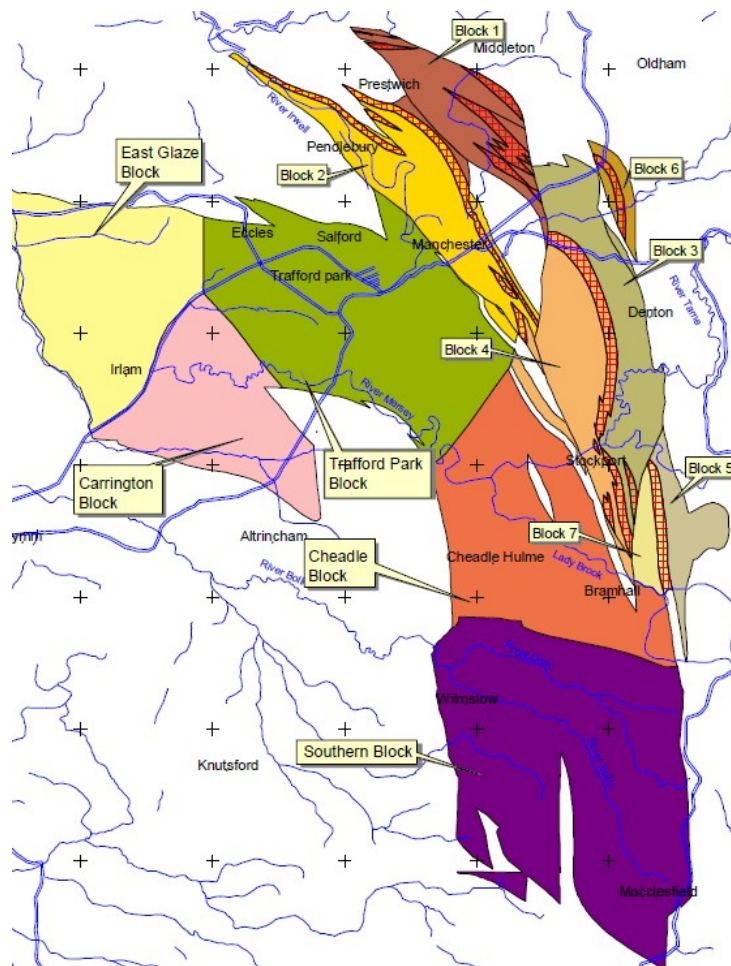 Block 1
Middleton
Oldham
Prestwich
River Irwell
Pendlebury
East Glaze
Block
Block 2
Block 6
Eccles
Salford
Manchester
Block 3
Trafford park
River Tame
Denton
Block 4
Irlam
River Mersey
Stockport
Carrington
Block
Trafford Park
Block
Block 5
Altrincham
Block 7
Cheadle
Block
Cheadle Hulme
Lady Brook
Bramhall
River Bollin
River Dean
Wilmslow
Southern Block
Knutsford
Macclesfield